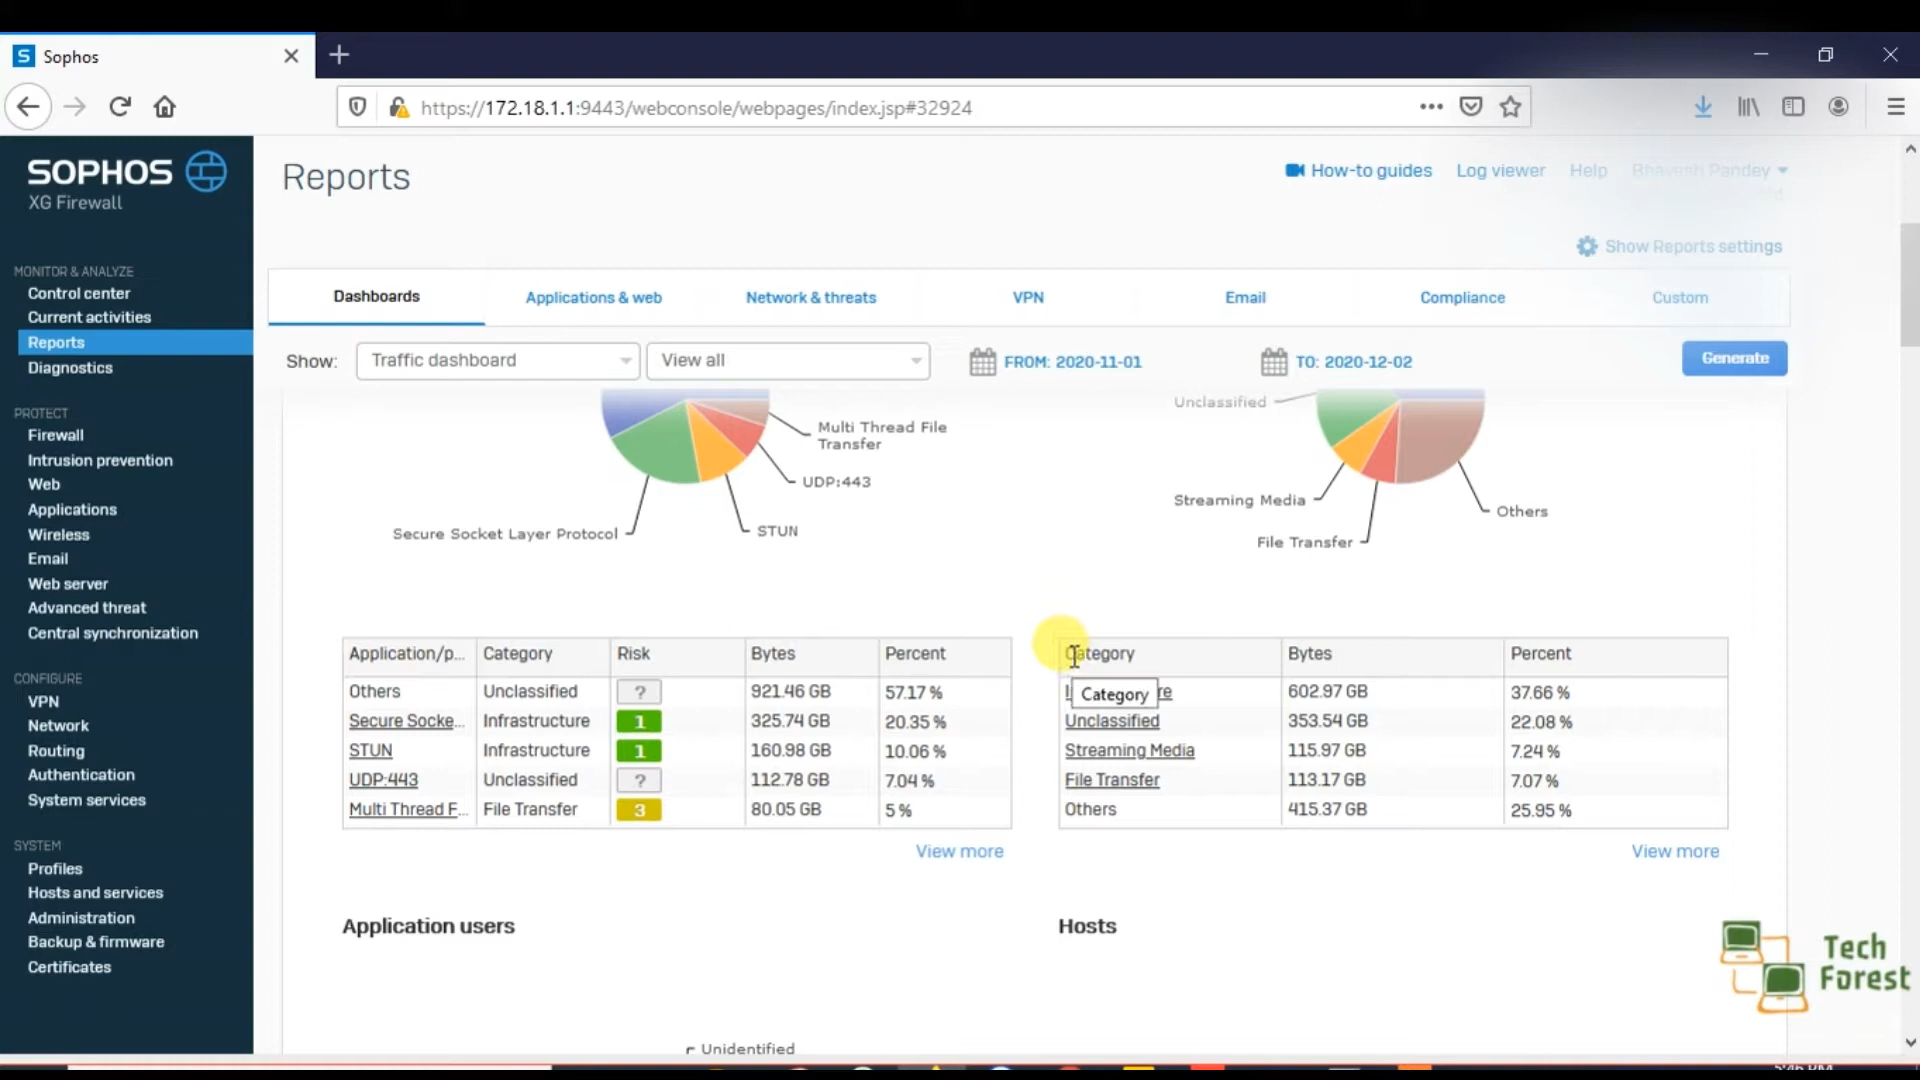 Sophos
https://172.18.1.1:9443/webconsole/webpages/index.jsp#32924
SOPHOS
XG Firewall
MONITOR & ANALYZE
Control center
Current activities
Reports
Diagnostics
PROTECT
Firewall
Intrusion prevention
Web
Applications
Wireless
Email
Web server
Advanced threat
Central synchronization
CONFIGURE
VPN
Network
Routing
Authentication
System services
SYSTEM
Profiles
Hosts and services
Administration
Backup & firmware
Certificates
Reports
How-to guides Log viewer Help Bhavesh Pandey
Show Reports settings
Dashboards Applications & web Network & threats VPN Email Compliance Custom
Show: Traffic dashboard View all FROM: 2020-11-01 TO: 2020-12-02 Generate
Multi Thread File
Transfer
UDP:443
STUN
Secure Socket Layer Protocol
Unclassified
Streaming Media
File Transfer
Others
Application/p... Category Risk Bytes Percent
Others Unclassified ? 921.46 GB 57.17 %
Secure Socke... Infrastructure 1 325.74 GB 20.35 %
STUN Infrastructure 1 160.98 GB 10.06 %
UDP:443 Unclassified ? 112.78 GB 7.04 %
Multi Thread F... File Transfer 3 80.05 GB 5 %
View more
Category Bytes Percent
Category
602.97 GB 37.66 %
Unclassified 353.54 GB 22.08 %
Streaming Media 115.97 GB 7.24 %
File Transfer 113.17 GB 7.07 %
Others 415.37 GB 25.95 %
View more
Application users
Hosts
Unidentified
Tech
Forest